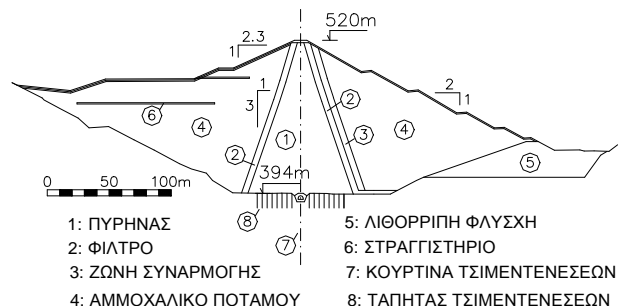 520m
2.3
1
1
3
2
1
2
3
4
6
4
1
2
5
394m
0 50 100m
8
7
1: ΠΥΡΗΝΑΣ
2: ΦΙΛΤΡΟ
3: ΖΩΝΗ ΣΥΝΑΡΜΟΓΗΣ
4: ΑΜΜΟΧΑΛΙΚΟ ΠΟΤΑΜΟΥ
5: ΛΙΘΟΡΡΙΠΗ ΦΛΥΣΧΗ
6: ΣΤΡΑΓΓΙΣΤΗΡΙΟ
7: ΚΟΥΡΤΙΝΑ ΤΣΙΜΕΝΤΕΝΕΣΕΩΝ
8: ΤΑΠΗΤΑΣ ΤΣΙΜΕΝΤΕΝΕΣΕΩΝ